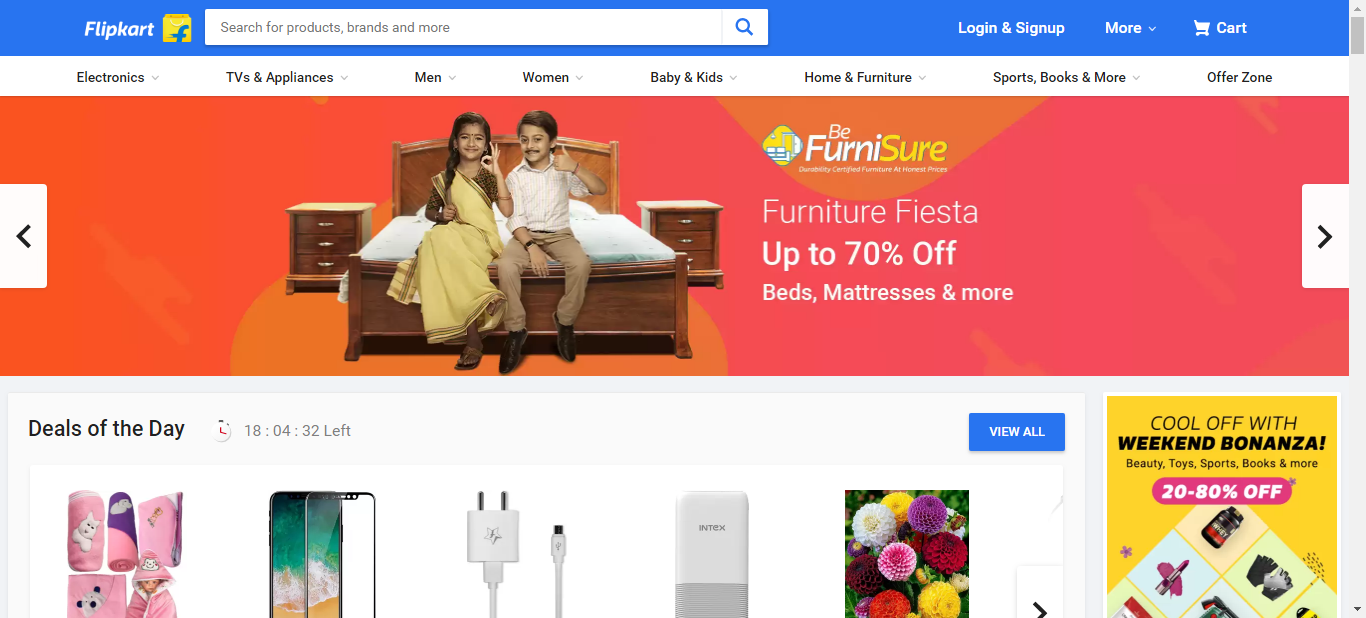 Flipkart
Search for products, brands and more
Login & Signup
More
Cart
Electronics
TVs & Appliances
Men
Women
Baby & Kids
Home & Furniture
Sports, Books & More
Offer Zone
Be
FurniSure
Durability Certified Furniture At Honest Prices
Furniture Fiesta
Up to 70% Off
Beds, Mattresses & more
Deals of the Day
18 : 04 : 32 Left
VIEW ALL
INTEX
COOL OFF WITH
WEEKEND BONANZA!
Beauty, Toys, Sports, Books & more
20-80% OFF